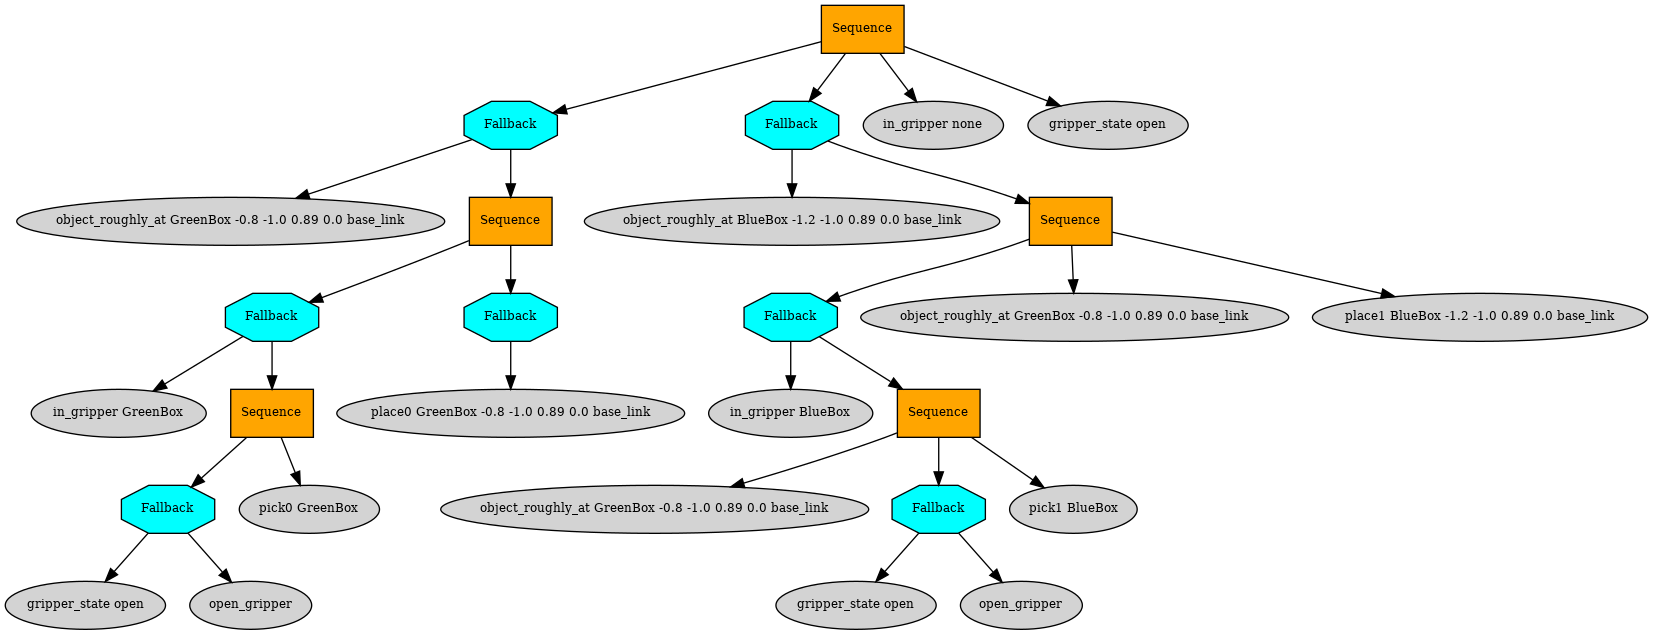 Sequence
Fallback
Fallback
in_gripper none
gripper_state open
object_roughly_at GreenBox -0.8 -1.0 0.89 0.0 base_link
Sequence
object_roughly_at BlueBox -1.2 -1.0 0.89 0.0 base_link
Sequence
Fallback
Fallback
Fallback
object_roughly_at GreenBox -0.8 -1.0 0.89 0.0 base_link
place1 BlueBox -1.2 -1.0 0.89 0.0 base_link
in_gripper GreenBox
Sequence
place0 GreenBox -0.8 -1.0 0.89 0.0 base_link
in_gripper BlueBox
Sequence
Fallback
pick0 GreenBox
object_roughly_at GreenBox -0.8 -1.0 0.89 0.0 base_link
Fallback
pick1 BlueBox
gripper_state open
open_gripper
gripper_state open
open_gripper